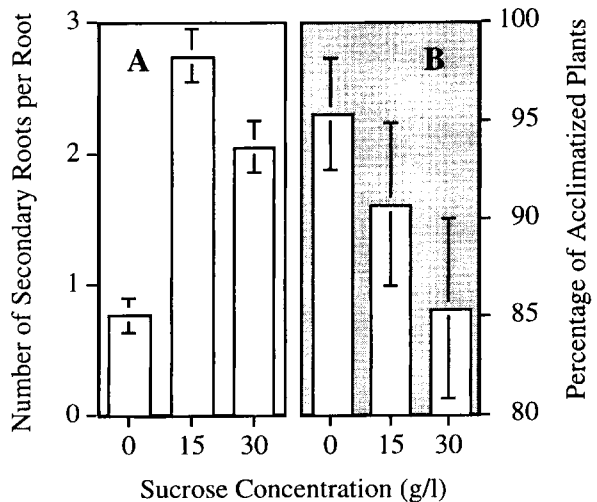 Number of Secondary Roots per Root
3
2
1
0
A
0 15 30
B
0 15 30
100
95
90
85
80
Percentage of Acclimatized Plants
Sucrose Concentration (g/l)